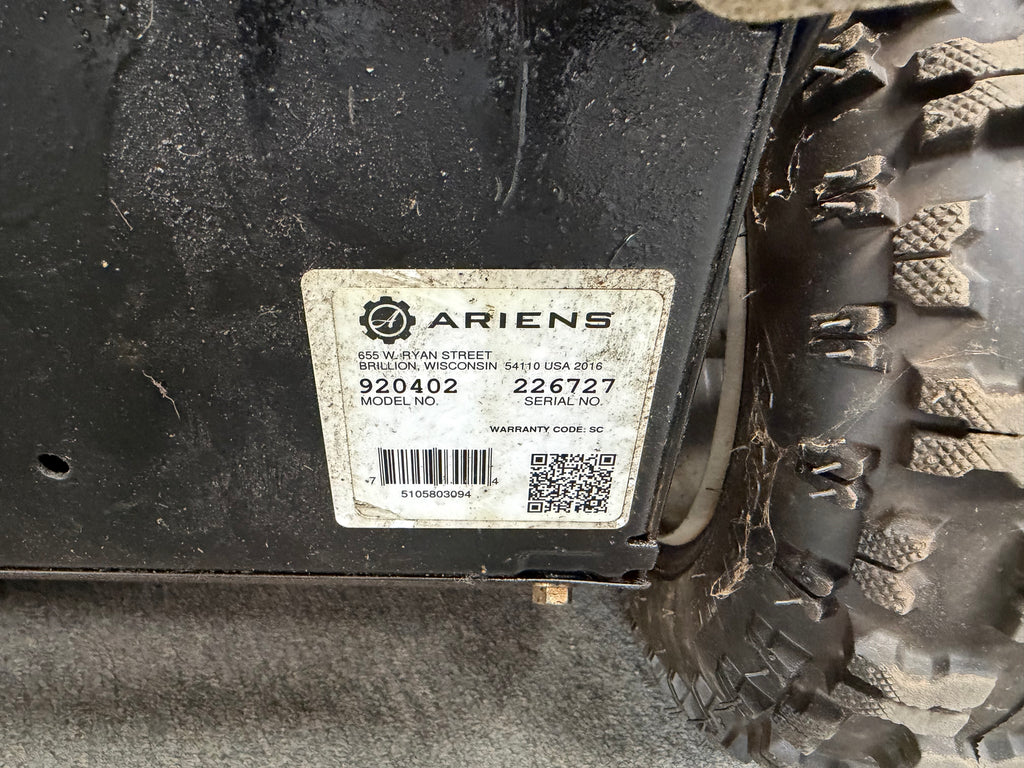 ARIENS
655 W. RYAN STREET
BRILLION, WISCONSIN 54110 USA 2016
920402 226727
MODEL NO. SERIAL NO.
WARRANTY CODE: SC
7 4
5105803094